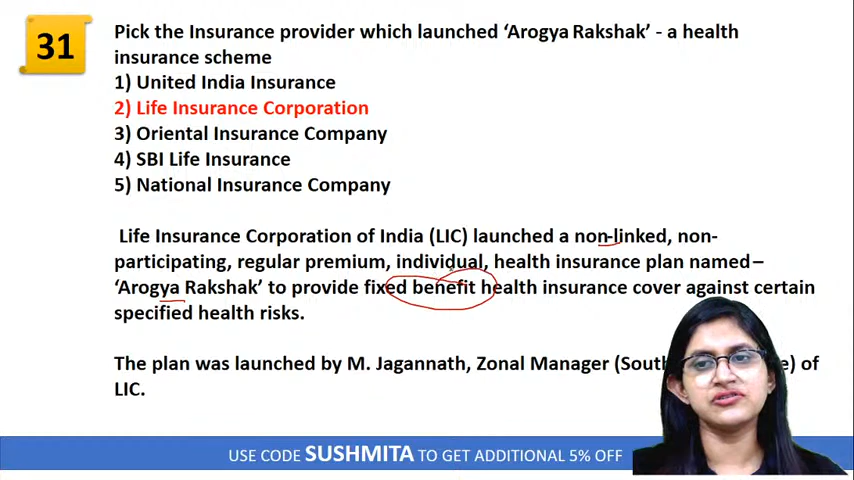 31
Pick the Insurance provider which launched ‘Arogya Rakshak’ - a health
insurance scheme
1) United India Insurance
2) Life Insurance Corporation
3) Oriental Insurance Company
4) SBI Life Insurance
5) National Insurance Company
Life Insurance Corporation of India (LIC) launched a non-linked, non-
participating, regular premium, individual, health insurance plan named–
‘Arogya Rakshak’ to provide fixed benefit health insurance cover against certain
specified health risks.
The plan was launched by M. Jagannath, Zonal Manager (South of
LIC.
USE CODE SUSHMITA TO GET ADDITIONAL 5% OFF